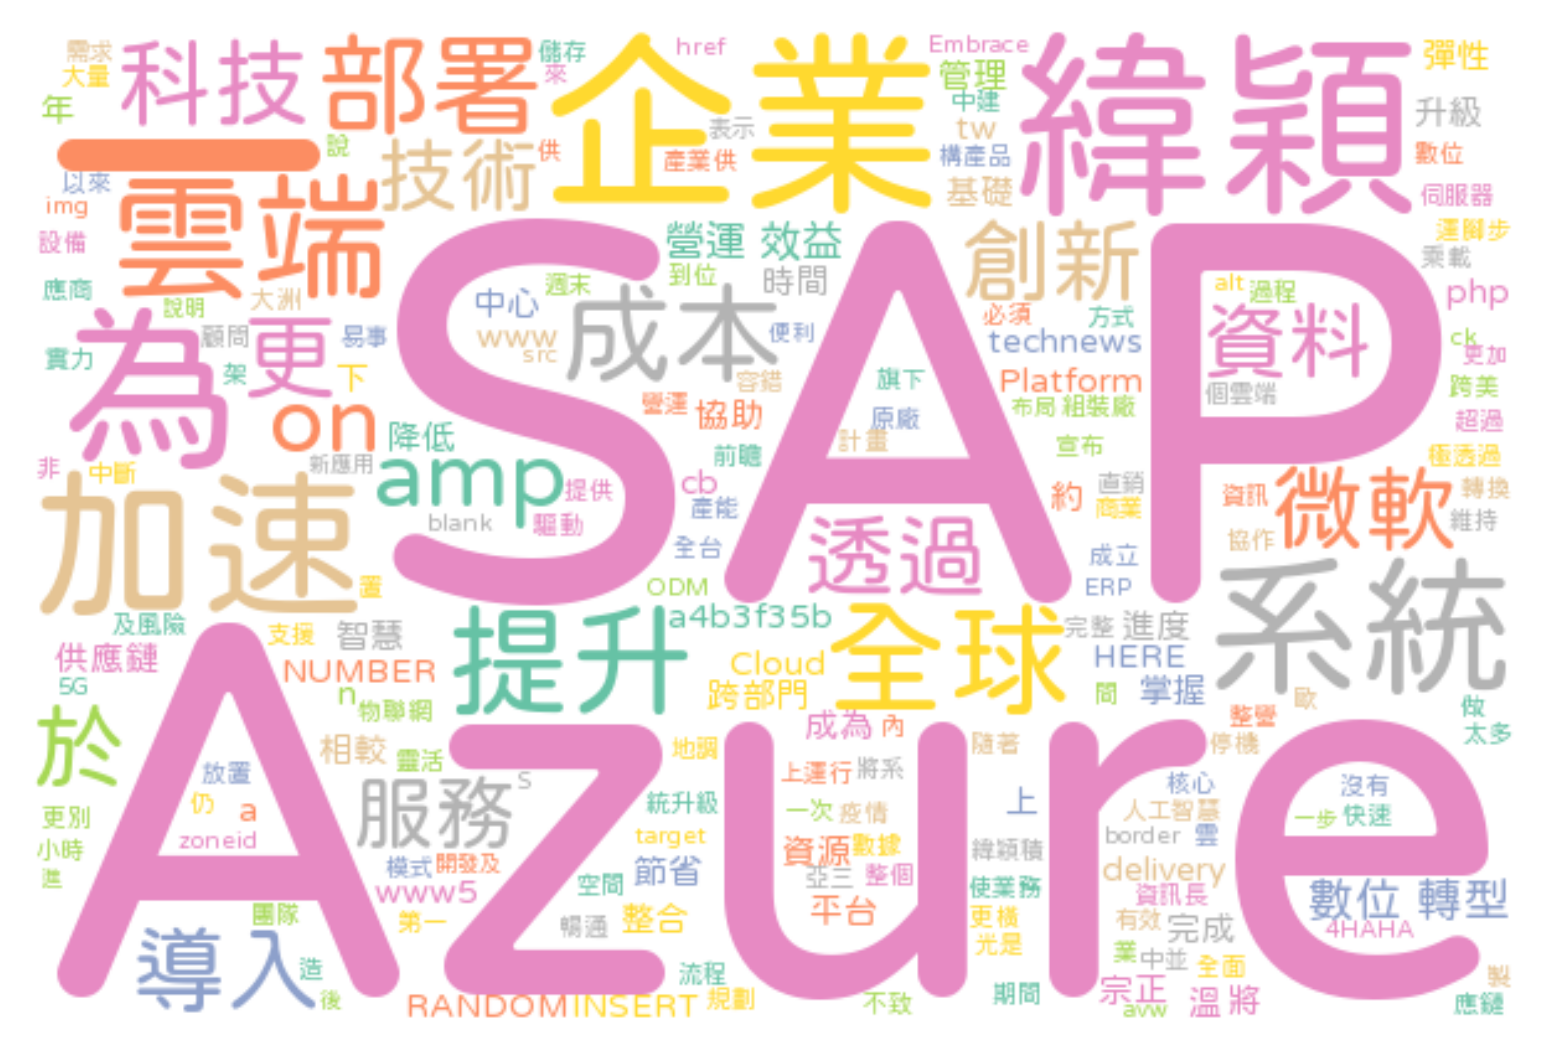 需求 科技 部署 儲存 href Embrace 緯穎 彈性
大量 來 企業 管理
年 表示 中建 升級
說 技術 供 產業供 tw 構產品 數位
一 以來 基礎 伺服器
img 雲端 營運 效益 創新 運腳步
設備 SAP 乘載
應商 說明 大洲 中心 週末 到位 時間 alt 過程 php
為 顧問 更 易事 www 成本 便利 必須 方式 資料 ck
實力 架 下 src 容錯 旗下 technews 更加
on 營運 協助 原廠 Platform 個雲端 跨美
降低 計畫 布局 組裝廠 超過
非 中斷 新應用 amp 前瞻 宣布 極透過
加速 提供 cb 約 直銷 資訊 微軟 轉換
blank 驅動 產能 商業 維持
全台 透過 成立 協作
置 ODM ERP 系統
及風險 支援 智慧 提升 a4b3f35b 全球 完整 進度
供應鏈 NUMBER Cloud HERE
5G n 物聯網 跨部門 間 掌握 歐
於 Azure 成為 內 整營 做
相較 靈活 地調 隨著 停機 太多
放置 服務 s 上運行 將系 核心 沒有
仍 a 統升級 一次 疫情 上 人工智慧 一步 快速
更別 zoneid target 資源 數據 border 雲
小時 模式 開發及 節省 亞三 整個 緯穎積 delivery
進 www5 空間 使業務 資訊長 數位 轉型
團隊 第一 暢通 整合 平台 更橫 有效 完成 4HAHA
導入 造 光是 業 中並 全面
後 流程 宗正 製
RANDOM INSERT 規劃 不致 期間 avw 溫 將 應鏈